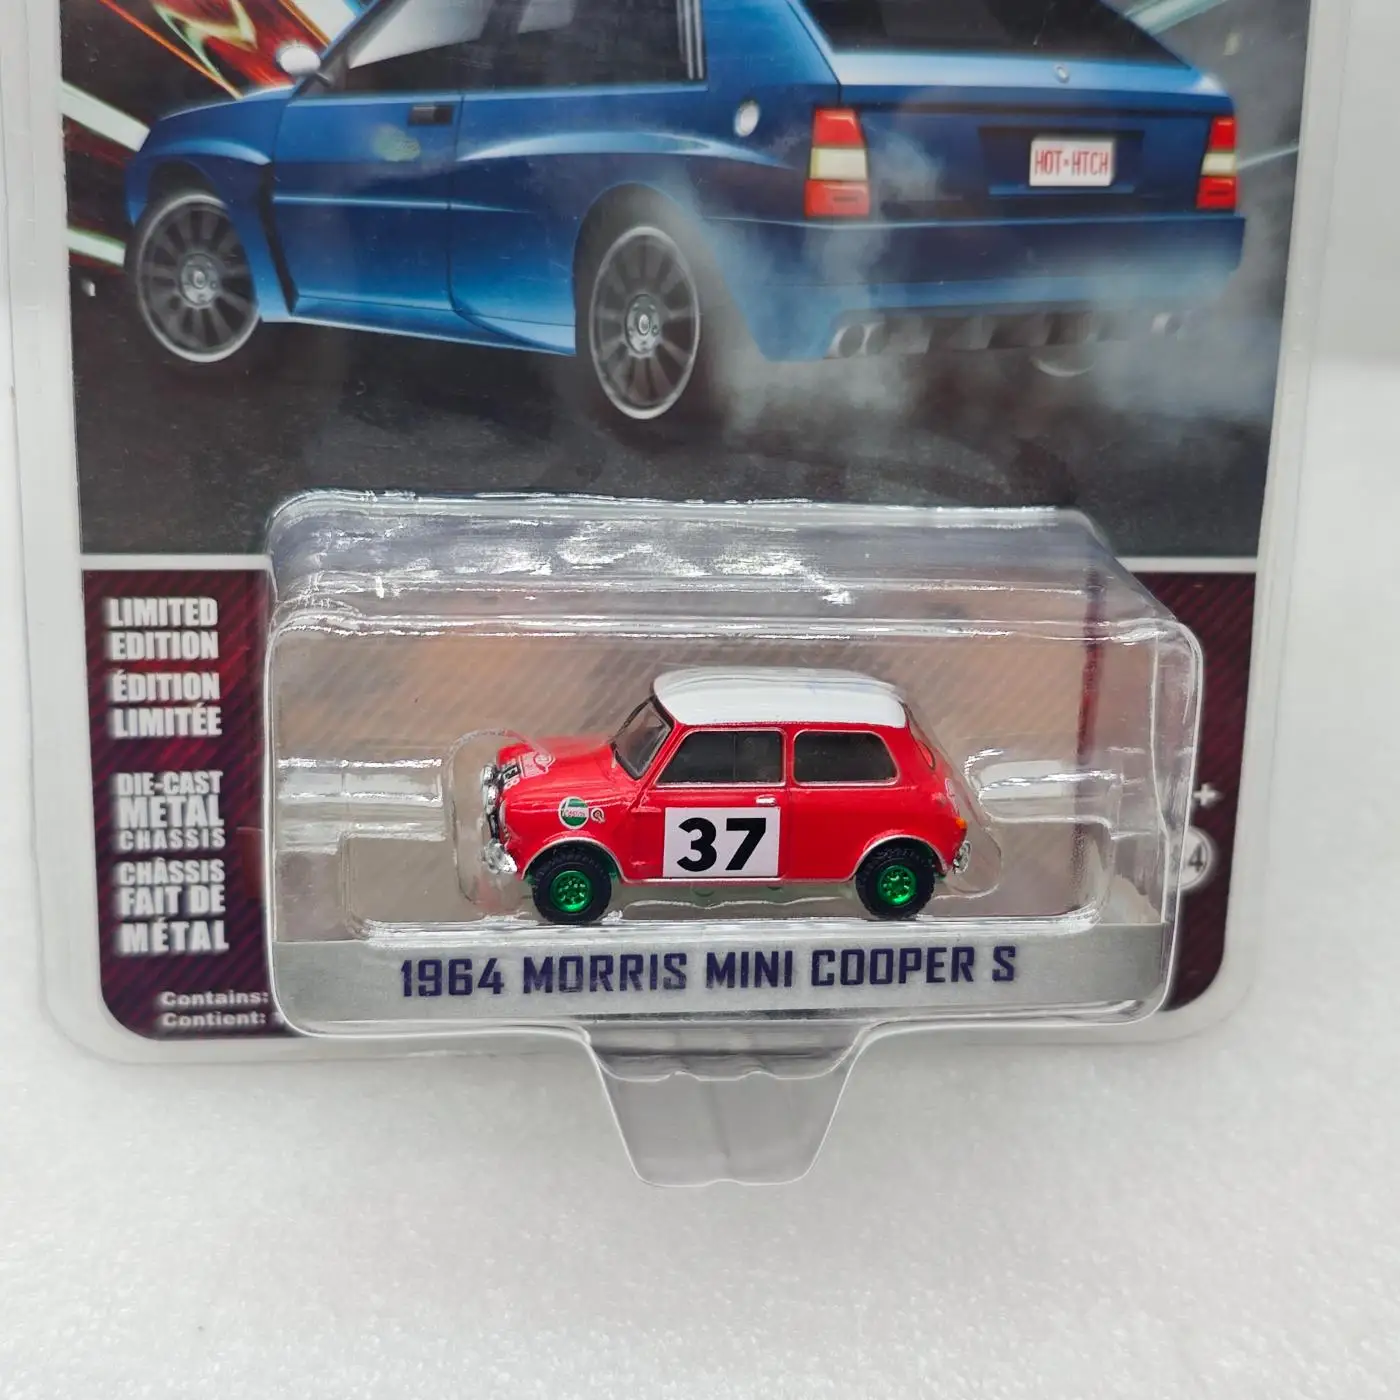 HOT-HTCH
LIMITED
EDITION
ÉDITION
LIMITÉE
DIE-CAST
METAL
CHASSIS
CHÂSSIS
FAIT DE
MÉTAL
Contains:
Contient:
37
1964 MORRIS MINI COOPER S
+
4